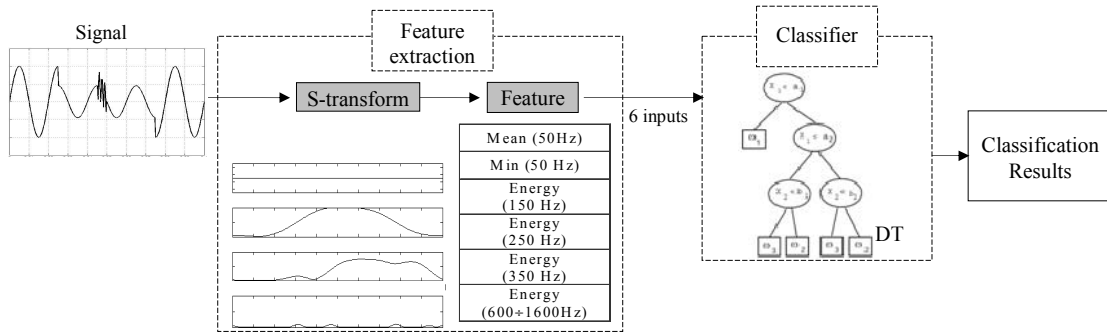 Signal
Feature
extraction
S-transform
Feature
Mean (50Hz)
Min (50 Hz)
Energy
(150 Hz)
Energy
(250 Hz)
Energy
(350 Hz)
Energy
(600÷1600Hz)
6 inputs
Classifier
DT
Classification
Results